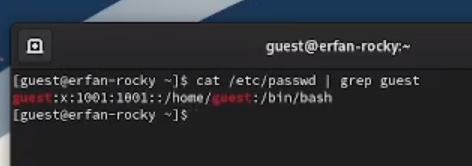 guest@erfan-rocky:~
[guest@erfan-rocky ~]$ cat /etc/passwd | grep guest
guest:x:1001:1001::/home/guest:/bin/bash
[guest@erfan-rocky ~]$